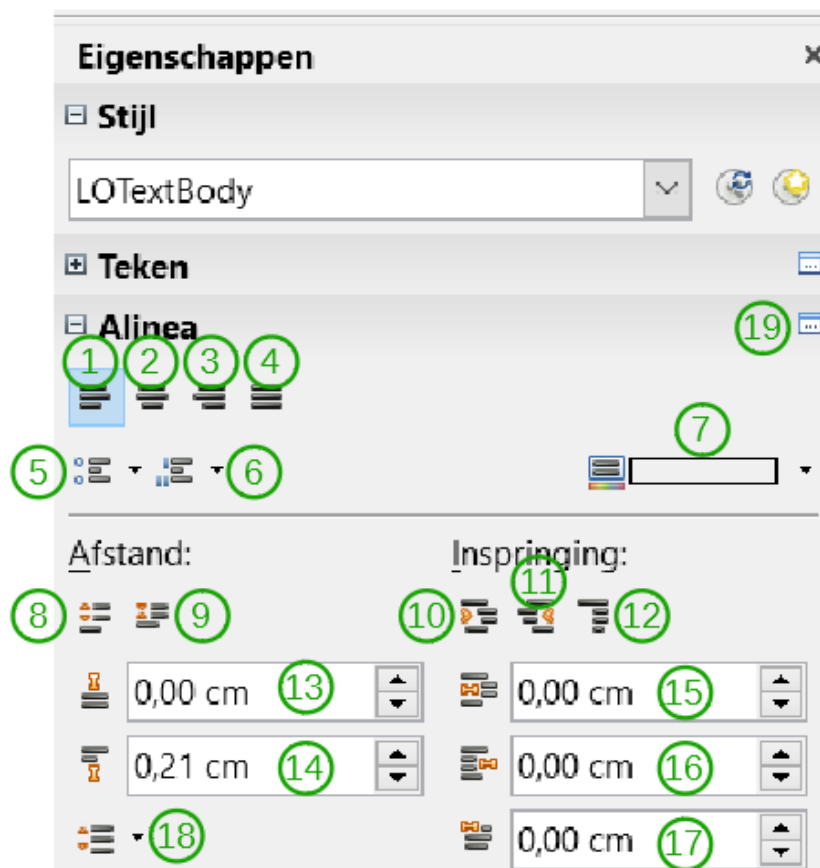 Eigenschappen
Stijl
LOTextBody
Teken
Alinea
19
1 2 3 4
5 6 7
Afstand: Inspringing:
8 9 10 11 12
0,00 cm 13 0,00 cm 15
0,21 cm 14 0,00 cm 16
18 0,00 cm 17